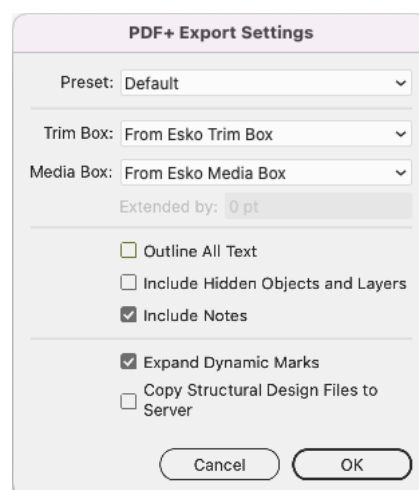 PDF+ Export Settings
Preset: Default
Trim Box: From Esko Trim Box
Media Box: From Esko Media Box
Extended by: 0 pt
Outline All Text
Include Hidden Objects and Layers
Include Notes
Expand Dynamic Marks
Copy Structural Design Files to
Server
Cancel OK